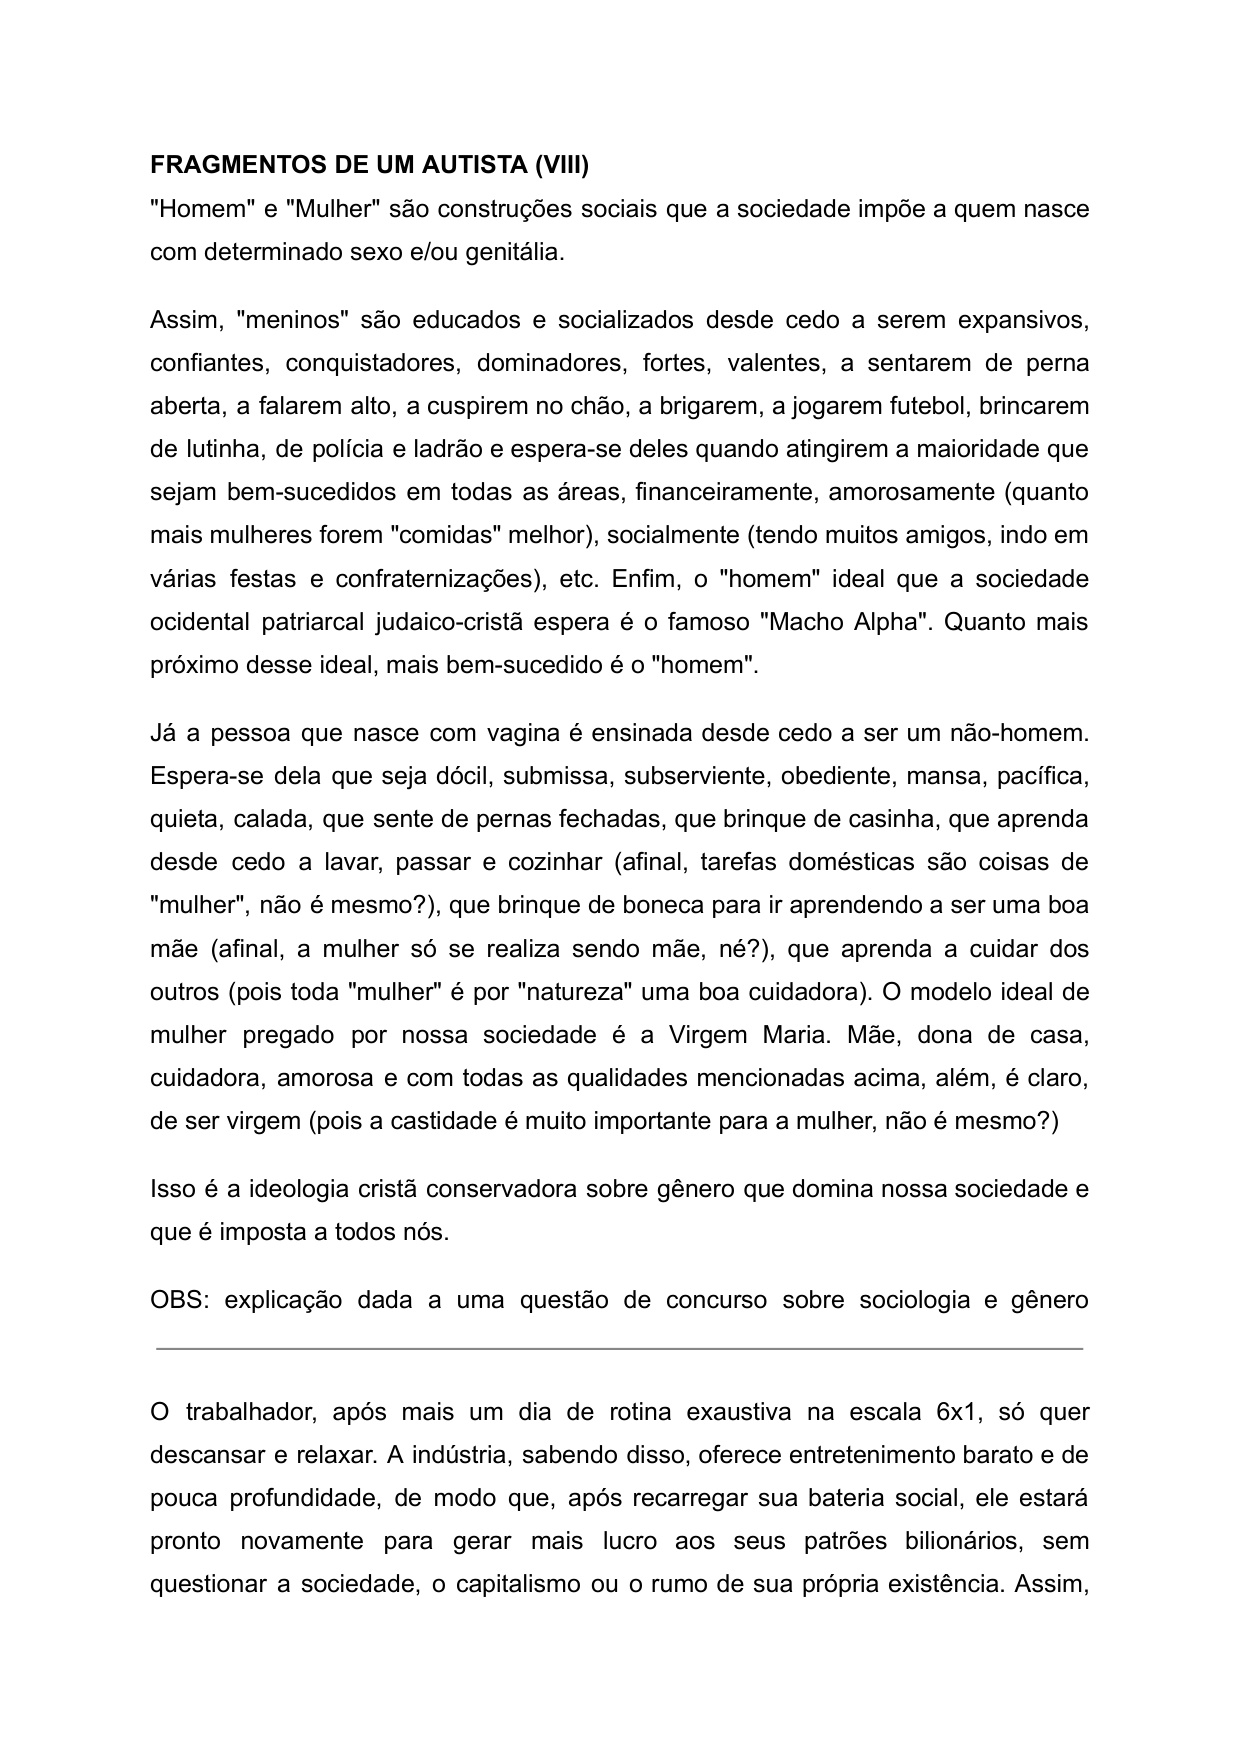 FRAGMENTOS DE UM AUTISTA (VIII)
"Homem" e "Mulher" são construções sociais que a sociedade impõe a quem nasce
com determinado sexo e/ou genitália.
Assim, "meninos" são educados e socializados desde cedo a serem expansivos,
confiantes, conquistadores, dominadores, fortes, valentes, a sentarem de perna
aberta, a falarem alto, a cuspirem no chão, a brigarem, a jogarem futebol, brincarem
de lutinha, de polícia e ladrão e espera-se deles quando atingirem a maioridade que
sejam bem-sucedidos em todas as áreas, financeiramente, amorosamente (quanto
mais mulheres forem "comidas" melhor), socialmente (tendo muitos amigos, indo em
várias festas e confraternizações), etc. Enfim, o "homem" ideal que a sociedade
ocidental patriarcal judaico-cristã espera é o famoso "Macho Alpha". Quanto mais
próximo desse ideal, mais bem-sucedido é o "homem".
Já a pessoa que nasce com vagina é ensinada desde cedo a ser um não-homem.
Espera-se dela que seja dócil, submissa, subserviente, obediente, mansa, pacífica,
quieta, calada, que sente de pernas fechadas, que brinque de casinha, que aprenda
desde cedo a lavar, passar e cozinhar (afinal, tarefas domésticas são coisas de
"mulher", não é mesmo?), que brinque de boneca para ir aprendendo a ser uma boa
mãe (afinal, a mulher só se realiza sendo mãe, né?), que aprenda a cuidar dos
outros (pois toda "mulher" é por "natureza" uma boa cuidadora). O modelo ideal de
mulher pregado por nossa sociedade é a Virgem Maria. Mãe, dona de casa,
cuidadora, amorosa e com todas as qualidades mencionadas acima, além, é claro,
de ser virgem (pois a castidade é muito importante para a mulher, não é mesmo?)
Isso é a ideologia cristã conservadora sobre gênero que domina nossa sociedade e
que é imposta a todos nós.
OBS: explicação dada a uma questão de concurso sobre sociologia e gênero
O trabalhador, após mais um dia de rotina exaustiva na escala 6x1, só quer
descansar e relaxar. A indústria, sabendo disso, oferece entretenimento barato e de
pouca profundidade, de modo que, após recarregar sua bateria social, ele estará
pronto novamente para gerar mais lucro aos seus patrões bilionários, sem
questionar a sociedade, o capitalismo ou o rumo de sua própria existência. Assim,